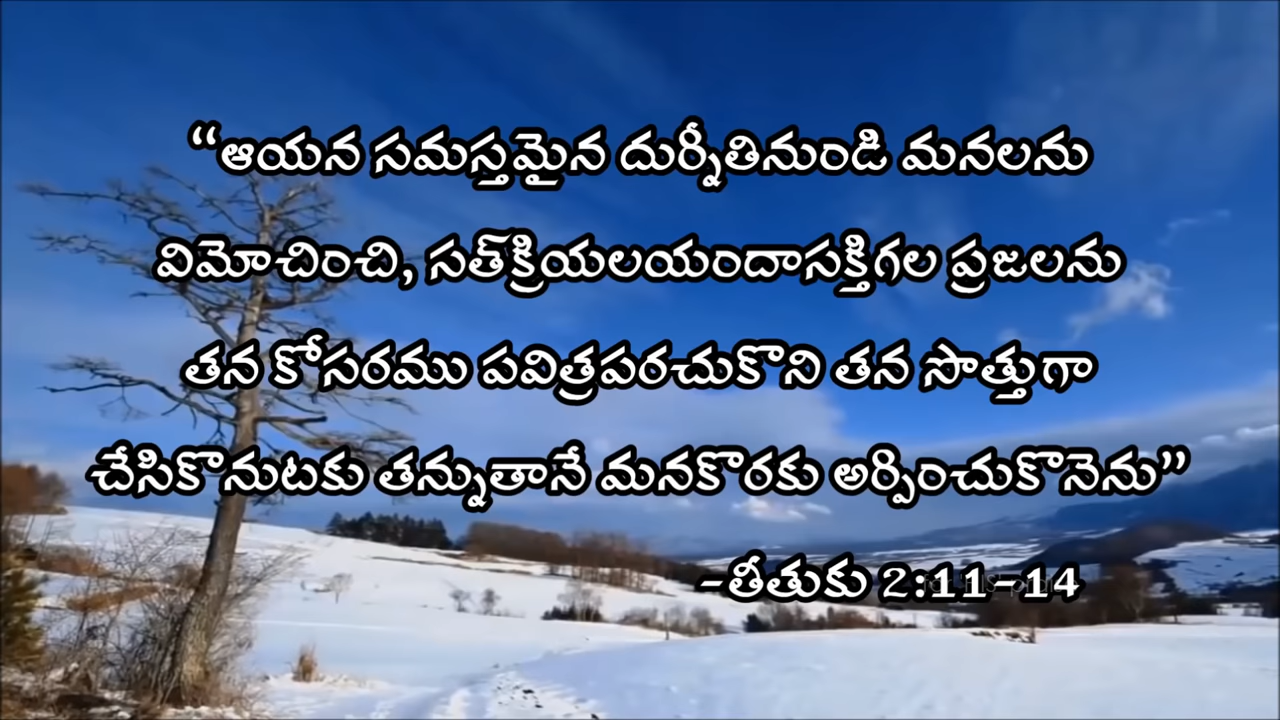 “ఆయన సమస్తమైన దుర్నీతినుండి మనలను
విమోచించి, సత్‌క్రియలయందాసక్తిగల ప్రజలను
తన కోసరము పవిత్రపరచుకొని తన సొత్తుగా
చేసికొనుటకు తన్నుతానే మనకొరకు అర్పించుకొనెను”
-తీతుకు 2:11-14